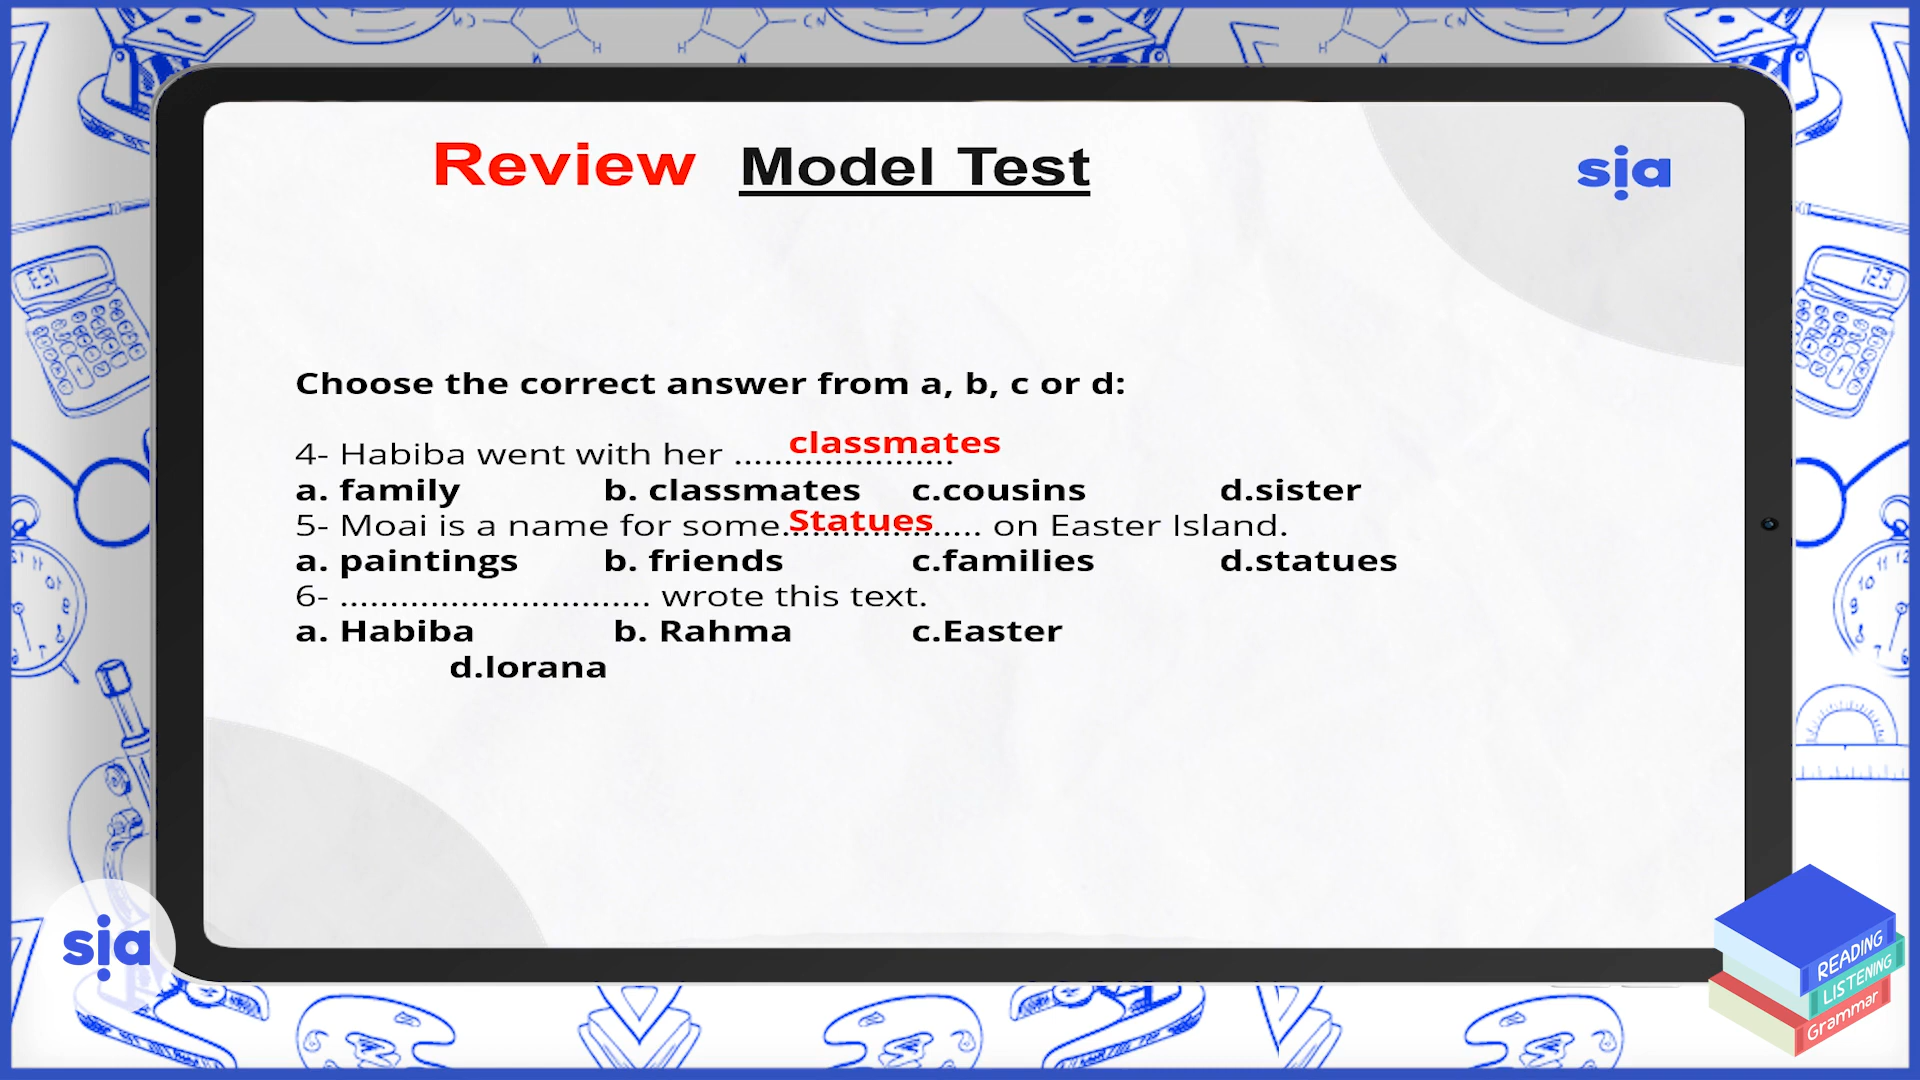 Review Model Test
sia
Choose the correct answer from a, b, c or d:
4- Habiba went with her ...................... classmates
a. family b. classmates c.cousins d.sister
5- Moai is a name for some.Statues..... on Easter Island.
a. paintings b. friends c.families d.statues
6- ............................... wrote this text.
a. Habiba b. Rahma c.Easter
d.lorana
sia
READING
LISTENING
Grammar